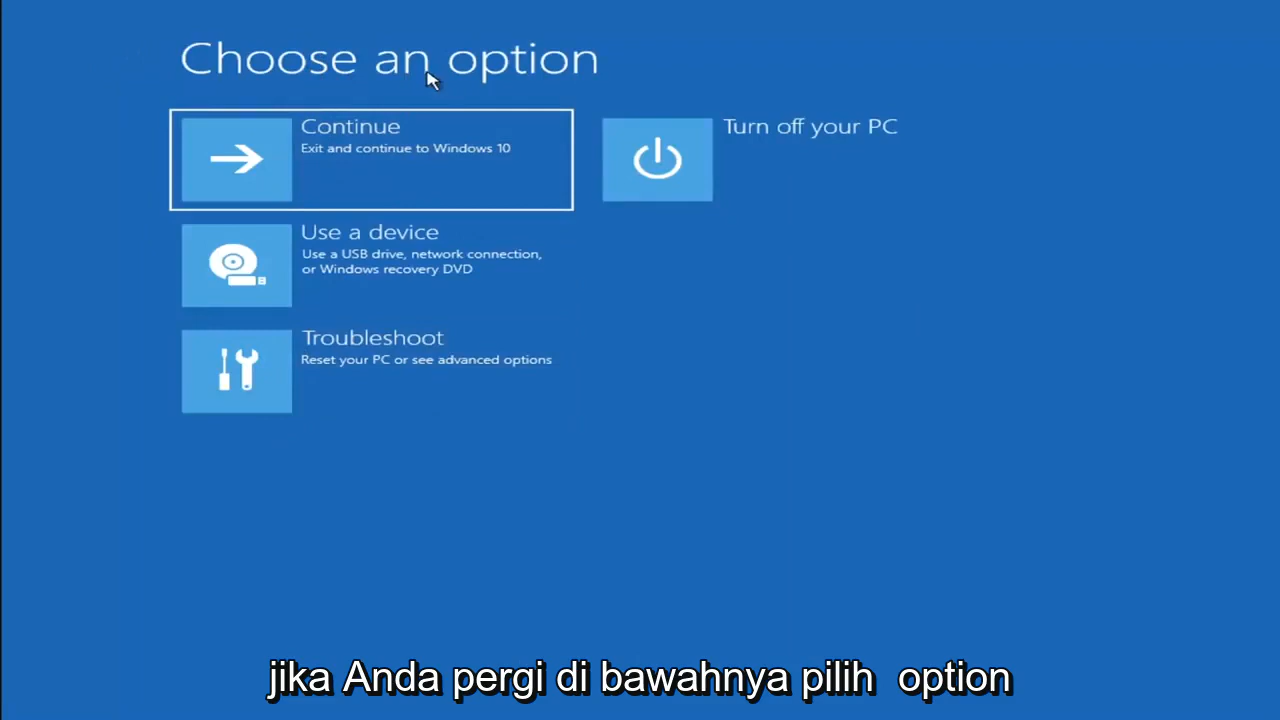 Choose an option
Continue
Exit and continue to Windows 10
Turn off your PC
Use a device
Use a USB drive, network connection,
or Windows recovery DVD
Troubleshoot
Reset your PC or see advanced options
jika Anda pergi di bawahnya pilih  option